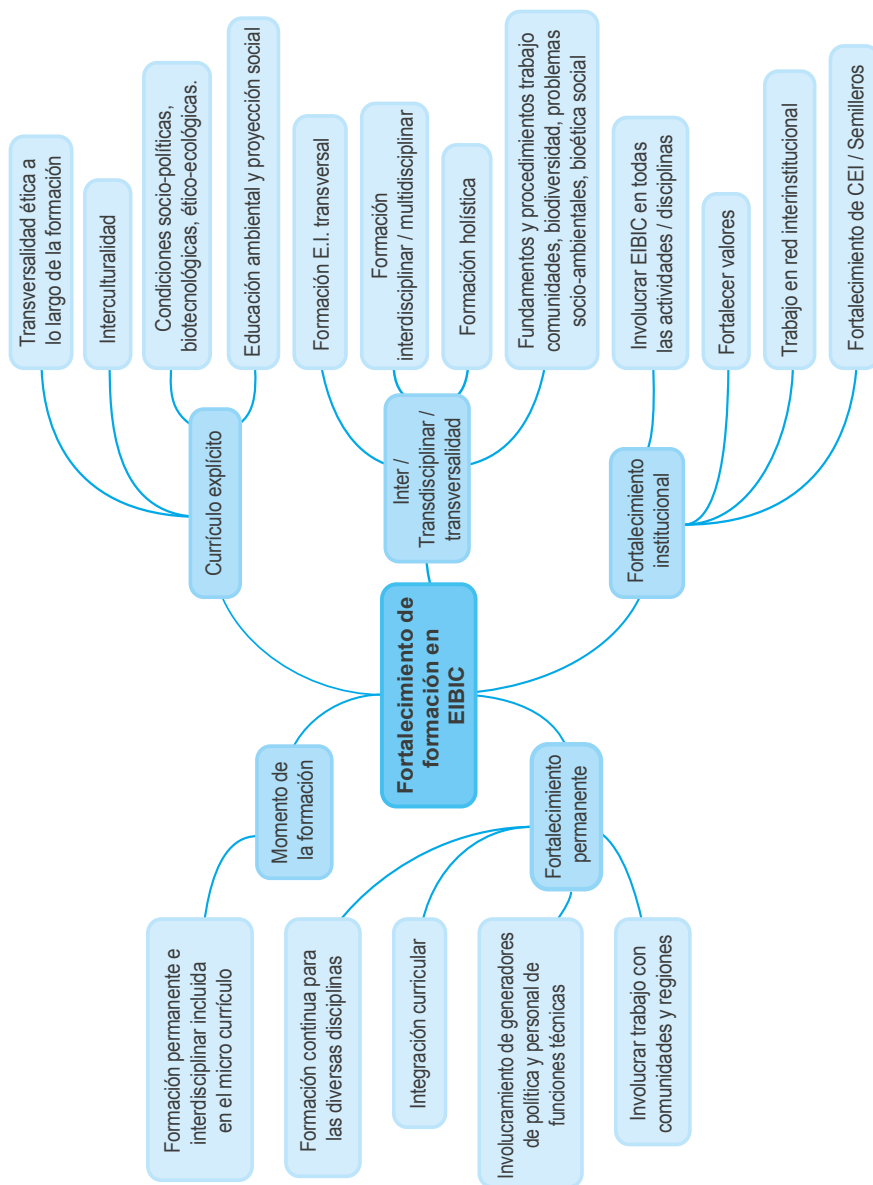 Fortalecimiento de
formación en
EIBIC
Momento de
la formación
Formación permanente e
interdisciplinar incluida
en el micro currículo
Fortalecimiento
permanente
Formación continua para
las diversas disciplinas
Integración curricular
Involucramiento de generadores
de política y personal de
funciones técnicas
Involucrar trabajo con
comunidades y regiones
Currículo explícito
Transversalidad ética a
lo largo de la formación
Interculturalidad
Condiciones socio-políticas,
biotecnológicas, ético-ecológicas.
Educación ambiental y proyección social
Inter /
Transdisciplinar /
transversalidad
Formación E.I. transversal
Formación
interdisciplinar / multidisciplinar
Formación holística
Fundamentos y procedimientos trabajo
comunidades, biodiversidad, problemas
socio-ambientales, bioética social
Fortalecimiento
institucional
Involucrar EIBIC en todas
las actividades / disciplinas
Fortalecer valores
Trabajo en red interinstitucional
Fortalecimiento de CEI / Semilleros